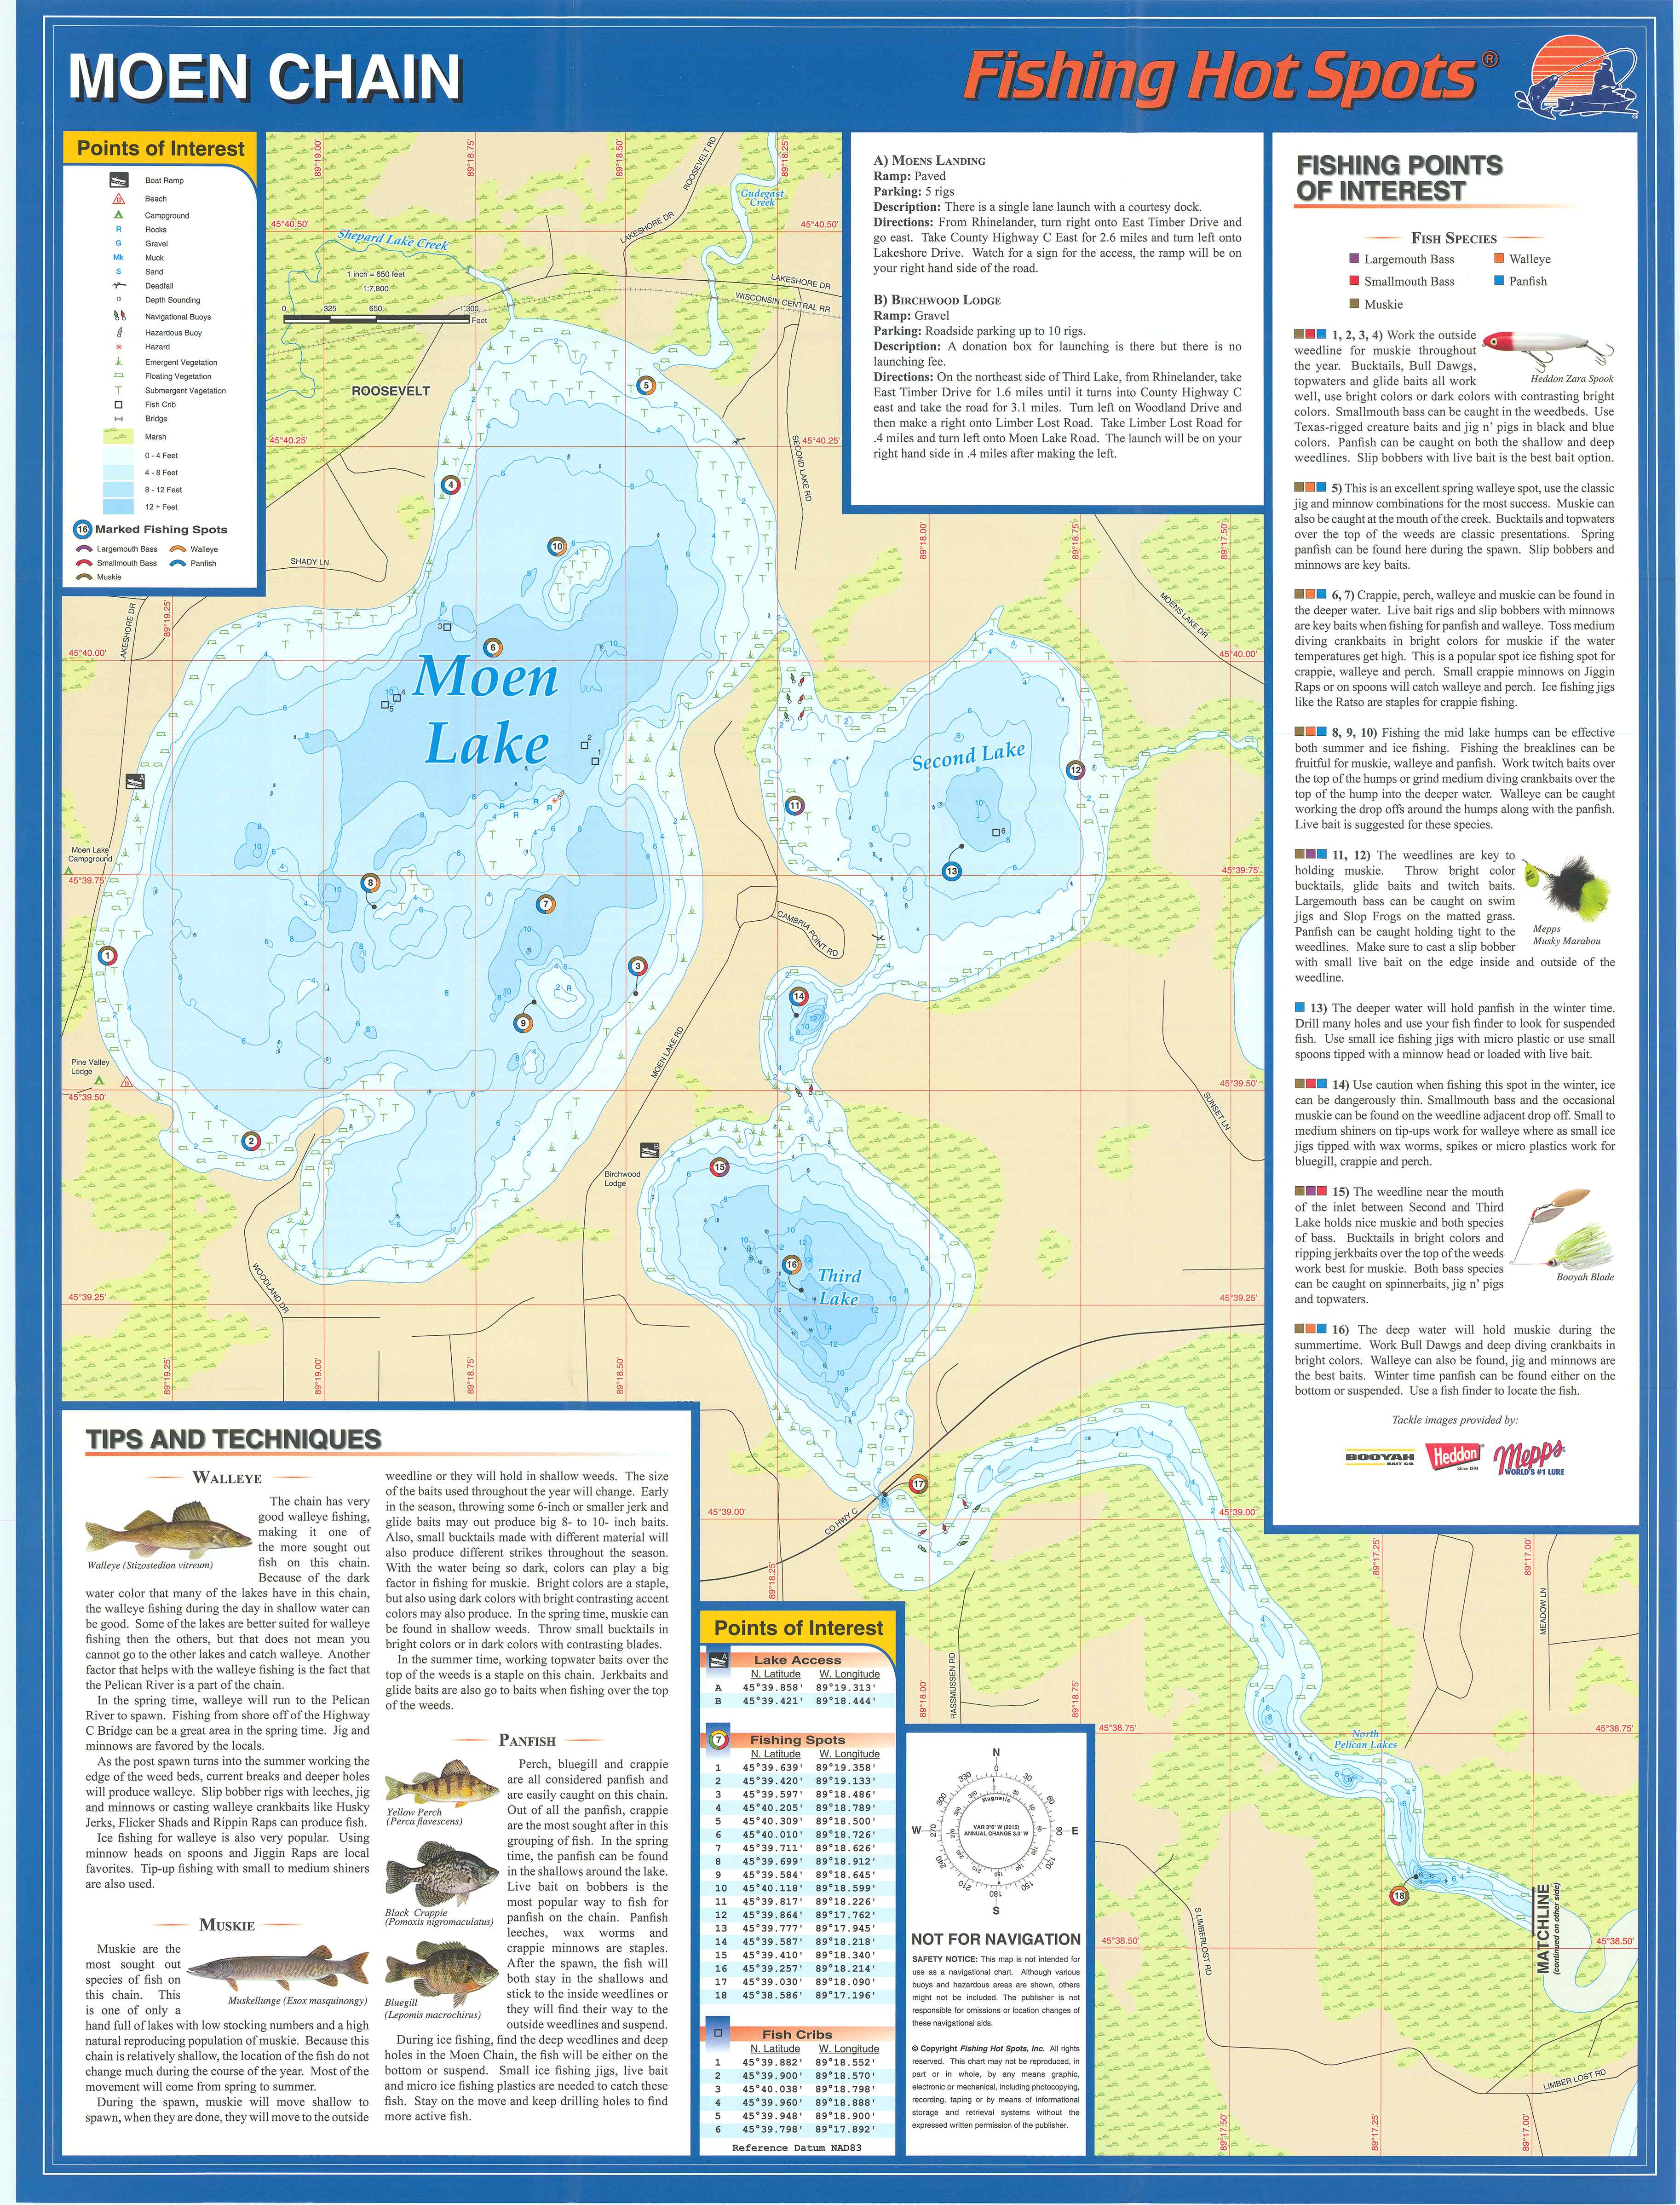 MOEN CHAIN
Fishing Hot Spots®
Points of Interest
Boat Ramp
Beach
Campground
R Rocks
G Gravel
Mk Muck
S Sand
Deadfall
10 Depth Sounding
Navigational Buoys
Hazardous Buoy
Hazard
Emergent Vegetation
Floating Vegetation
Submergent Vegetation
Fish Crib
Bridge
Marsh
0 - 4 Feet
4 - 8 Feet
8 - 12 Feet
12 + Feet
16 Marked Fishing Spots
Largemouth Bass Walleye
Smallmouth Bass Panfish
Muskie
89°19.00'
89°18.75'
89°18.50'
89°18.25'
45°40.50'
45°40.50'
Shepard Lake Creek
Gudegast
Creek
ROOSEVELT RD
LAKESHORE DR
LAKESHORE DR
WISCONSIN CENTRAL RR
1 inch = 650 feet
1:7,800
0 325 650 1,300
Feet
ROOSEVELT
45°40.25'
45°40.25'
SECOND LAKE RD
SHADY LN
LAKESHORE DR
89°19.25'
45°40.00'
Moen
Lake
Second Lake
89°18.00'
89°18.75'
89°17.50'
MOENS LAKE DR
45°40.00'
Moen Lake
Campground
45°39.75'
45°39.75'
CAMBRIA POINT RD
MOEN LAKE RD
Pine Valley
Lodge
45°39.50'
45°39.50'
SUNSET LN
Birchwood
Lodge
Third
Lake
WOODLAND DR
45°39.25'
45°39.25'
89°19.25'
89°19.00'
89°18.75'
89°18.50'
CO HWY C
45°39.00'
45°39.00'
89°18.25'
RASSMUSSEN RD
89°18.00'
89°18.75'
89°17.25'
89°17.00'
MEADOW LN
45°38.75'
45°38.75'
North
Pelican Lakes
S LIMBERLOST RD
45°38.50'
45°38.50'
MATCHLINE
(continued on other side)
LIMBER LOST RD
89°17.50'
89°17.25'
89°17.00'
A) MOENS LANDING
Ramp: Paved
Parking: 5 rigs
Description: There is a single lane launch with a courtesy dock.
Directions: From Rhinelander, turn right onto East Timber Drive and
go east. Take County Highway C East for 2.6 miles and turn left onto
Lakeshore Drive. Watch for a sign for the access, the ramp will be on
your right hand side of the road.
B) BIRCHWOOD LODGE
Ramp: Gravel
Parking: Roadside parking up to 10 rigs.
Description: A donation box for launching is there but there is no
launching fee.
Directions: On the northeast side of Third Lake, from Rhinelander, take
East Timber Drive for 1.6 miles until it turns into County Highway C
east and take the road for 3.1 miles. Turn left on Woodland Drive and
then make a right onto Limber Lost Road. Take Limber Lost Road for
.4 miles and turn left onto Moen Lake Road. The launch will be on your
right hand side in .4 miles after making the left.
FISHING POINTS
OF INTEREST
FISH SPECIES
Largemouth Bass Walleye
Smallmouth Bass Panfish
Muskie
1, 2, 3, 4) Work the outside
weedline for muskie throughout
the year. Bucktails, Bull Dawgs,
topwaters and glide baits all work
Heddon Zara Spook
well, use bright colors or dark colors with contrasting bright
colors. Smallmouth bass can be caught in the weedbeds. Use
Texas-rigged creature baits and jig n' pigs in black and blue
colors. Panfish can be caught on both the shallow and deep
weedlines. Slip bobbers with live bait is the best bait option.
5) This is an excellent spring walleye spot, use the classic
jig and minnow combinations for the most success. Muskie can
also be caught at the mouth of the creek. Bucktails and topwaters
over the top of the weeds are classic presentations. Spring
panfish can be found here during the spawn. Slip bobbers and
minnows are key baits.
6, 7) Crappie, perch, walleye and muskie can be found in
the deeper water. Live bait rigs and slip bobbers with minnows
are key baits when fishing for panfish and walleye. Toss medium
diving crankbaits in bright colors for muskie if the water
temperatures get high. This is a popular spot ice fishing spot for
crappie, walleye and perch. Small crappie minnows on Jiggin
Raps or on spoons will catch walleye and perch. Ice fishing jigs
like the Ratso are staples for crappie fishing.
8, 9, 10) Fishing the mid lake humps can be effective
both summer and ice fishing. Fishing the breaklines can be
fruitful for muskie, walleye and panfish. Work twitch baits over
the top of the humps or grind medium diving crankbaits over the
top of the hump into the deeper water. Walleye can be caught
working the drop offs around the humps along with the panfish.
Live bait is suggested for these species.
11, 12) The weedlines are key to
holding muskie. Throw bright color
bucktails, glide baits and twitch baits.
Largemouth bass can be caught on swim
jigs and Slop Frogs on the matted grass.
Panfish can be caught holding tight to the
weedlines. Make sure to cast a slip bobber
Mepps
Musky Marabou
with small live bait on the edge inside and outside of the
weedline.
13) The deeper water will hold panfish in the winter time.
Drill many holes and use your fish finder to look for suspended
fish. Use small ice fishing jigs with micro plastic or use small
spoons tipped with a minnow head or loaded with live bait.
14) Use caution when fishing this spot in the winter, ice
can be dangerously thin. Smallmouth bass and the occasional
muskie can be found on the weedline adjacent drop off. Small to
medium shiners on tip-ups work for walleye where as small ice
jigs tipped with wax worms, spikes or micro plastics work for
bluegill, crappie and perch.
15) The weedline near the mouth
of the inlet between Second and Third
Lake holds nice muskie and both species
of bass. Bucktails in bright colors and
ripping jerkbaits over the top of the weeds
work best for muskie. Both bass species
can be caught on spinnerbaits, jig n' pigs
and topwaters.
Booyah Blade
16) The deep water will hold muskie during the
summertime. Work Bull Dawgs and deep diving crankbaits in
bright colors. Walleye can also be found, jig and minnows are
the best baits. Winter time panfish can be found either on the
bottom or suspended. Use a fish finder to locate the fish.
Tackle images provided by:
BOOYAH
BAIT CO.
Heddon
Since 1894
Mepps
WORLD'S #1 LURE
TIPS AND TECHNIQUES
WALLEYE
The chain has very
good walleye fishing,
making it one of
the more sought out
fish on this chain.
Because of the dark
Walleye (Stizostedion vitreum)
water color that many of the lakes have in this chain,
the walleye fishing during the day in shallow water can
be good. Some of the lakes are better suited for walleye
fishing then the others, but that does not mean you
cannot go to the other lakes and catch walleye. Another
factor that helps with the walleye fishing is the fact that
the Pelican River is a part of the chain.
In the spring time, walleye will run to the Pelican
River to spawn. Fishing from shore off of the Highway
C Bridge can be a great area in the spring time. Jig and
minnows are favored by the locals.
As the post spawn turns into the summer working the
edge of the weed beds, current breaks and deeper holes
will produce walleye. Slip bobber rigs with leeches, jig
and minnows or casting walleye crankbaits like Husky
Jerks, Flicker Shads and Rippin Raps can produce fish.
Ice fishing for walleye is also very popular. Using
minnow heads on spoons and Jiggin Raps are local
favorites. Tip-up fishing with small to medium shiners
are also used.
MUSKIE
Muskie are the
most sought out
species of fish on
this chain. This
is one of only a
Muskellunge (Esox masquinongy)
hand full of lakes with low stocking numbers and a high
natural reproducing population of muskie. Because this
chain is relatively shallow, the location of the fish do not
change much during the course of the year. Most of the
movement will come from spring to summer.
During the spawn, muskie will move shallow to
spawn, when they are done, they will move to the outside
weedline or they will hold in shallow weeds. The size
of the baits used throughout the year will change. Early
in the season, throwing some 6-inch or smaller jerk and
glide baits may out produce big 8- to 10- inch baits.
Also, small bucktails made with different material will
also produce different strikes throughout the season.
With the water being so dark, colors can play a big
factor in fishing for muskie. Bright colors are a staple,
but also using dark colors with bright contrasting accent
colors may also produce. In the spring time, muskie can
be found in shallow weeds. Throw small bucktails in
bright colors or in dark colors with contrasting blades.
In the summer time, working topwater baits over the
top of the weeds is a staple on this chain. Jerkbaits and
glide baits are also go to baits when fishing over the top
of the weeds.
PANFISH
Perch, bluegill and crappie
are all considered panfish and
are easily caught on this chain.
Out of all the panfish, crappie
are the most sought after in this
grouping of fish. In the spring
time, the panfish can be found
in the shallows around the lake.
Live bait on bobbers is the
most popular way to fish for
panfish on the chain. Panfish
leeches, wax worms and
crappie minnows are staples.
After the spawn, the fish will
both stay in the shallows and
stick to the inside weedlines or
they will find their way to the
outside weedlines and suspend.
Yellow Perch
(Perca flavescens)
Black Crappie
(Pomoxis nigromaculatus)
Bluegill
(Lepomis macrochirus)
During ice fishing, find the deep weedlines and deep
holes in the Moen Chain, the fish will be either on the
bottom or suspend. Small ice fishing jigs, live bait
and micro ice fishing plastics are needed to catch these
fish. Stay on the move and keep drilling holes to find
more active fish.
Points of Interest
Lake Access
N. Latitude W. Longitude
A 45°39.858' 89°19.313'
B 45°39.421' 89°18.444'
7 Fishing Spots
N. Latitude W. Longitude
1 45°39.639' 89°19.358'
2 45°39.420' 89°19.133'
3 45°39.597' 89°18.486'
4 45°40.205' 89°18.789'
5 45°40.309' 89°18.500'
6 45°40.010' 89°18.726'
7 45°39.711' 89°18.626'
8 45°39.699' 89°18.912'
9 45°39.584' 89°18.645'
10 45°40.118' 89°18.599'
11 45°39.817' 89°18.226'
12 45°39.864' 89°17.762'
13 45°39.777' 89°17.945'
14 45°39.587' 89°18.218'
15 45°39.410' 89°18.340'
16 45°39.257' 89°18.214'
17 45°39.030' 89°18.090'
18 45°38.586' 89°17.196'
Fish Cribs
N. Latitude W. Longitude
1 45°39.882' 89°18.552'
2 45°39.900' 89°18.570'
3 45°40.038' 89°18.798'
4 45°39.960' 89°18.888'
5 45°39.948' 89°18.900'
6 45°39.798' 89°17.892'
Reference Datum NAD83
N
W
E
S
Magnetic
VAR 3°6' W (2015)
ANNUAL CHANGE 3.0' W
NOT FOR NAVIGATION
SAFETY NOTICE: This map is not intended for
use as a navigational chart. Although various
buoys and hazardous areas are shown, others
might not be included. The publisher is not
responsible for omissions or location changes of
these navigational aids.
© Copyright Fishing Hot Spots, Inc. All rights
reserved. This chart may not be reproduced, in
part or in whole, by any means graphic,
electronic or mechanical, including photocopying,
recording, taping or by means of informational
storage and retrieval systems without the
expressed written permission of the publisher.